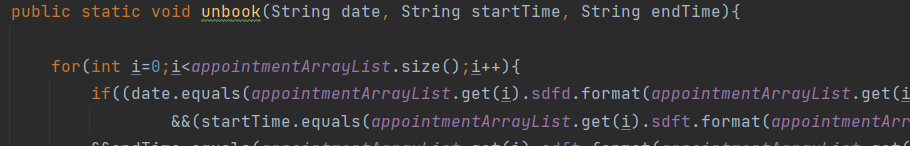 public static void unbook(String date, String startTime, String endTime){
for(int i=0;i<appointmentArrayList.size();i++){
if((date.equals(appointmentArrayList.get(i).sdfd.format(appointmentArrayList.get(i
&&(startTime.equals(appointmentArrayList.get(i).sdft.format(appointmentArr
&&endTime.equals(appointmentArrayList.get(i).sdft.format(appointmentArrayList.get(